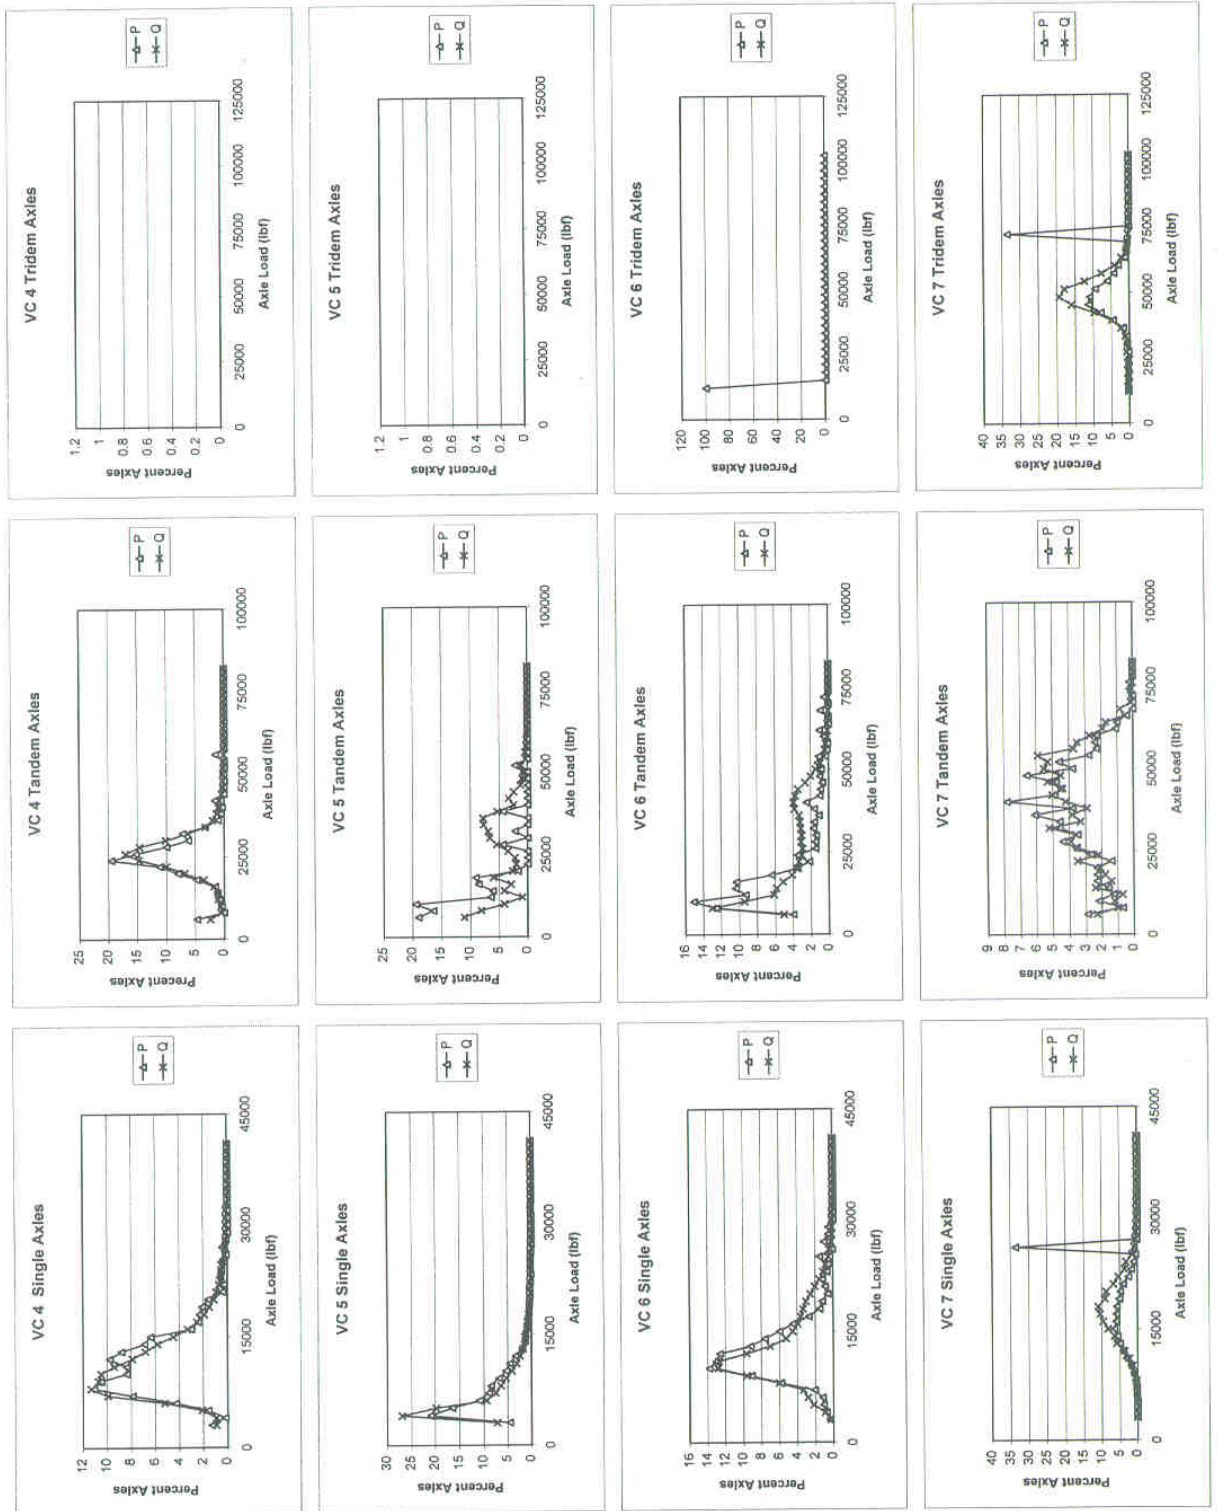 VC 4 Single Axles
Percent Axles
12
10
8
6
4
2
0
0 15000 30000 45000
Axle Load (lbf)
P
Q
VC 4 Tandem Axles
Precent Axles
25
20
15
10
5
0
0 25000 50000 75000 100000
Axle Load (lbf)
P
Q
VC 4 Tridem Axles
Percent Axles
1.2
1
0.8
0.6
0.4
0.2
0
0 25000 50000 75000 100000 125000
Axle Load (lbf)
P
Q
VC 5 Single Axles
Percent Axles
30
25
20
15
10
5
0
0 15000 30000 45000
Axle Load (lbf)
P
Q
VC 5 Tandem Axles
Percent Axles
25
20
15
10
5
0
0 25000 50000 75000 100000
Axle Load (lbf)
P
Q
VC 5 Tridem Axles
Percent Axles
1.2
1
0.8
0.6
0.4
0.2
0
0 25000 50000 75000 100000 125000
Axle Load (lbf)
P
Q
VC 6 Single Axles
Percent Axles
16
14
12
10
8
6
4
2
0
0 15000 30000 45000
Axle Load (lbf)
P
Q
VC 6 Tandem Axles
Percent Axles
16
14
12
10
8
6
4
2
0
0 25000 50000 75000 100000
Axle Load (lbf)
P
Q
VC 6 Tridem Axles
Percent Axles
120
100
80
60
40
20
0
0 25000 50000 75000 100000 125000
Axle Load (lbf)
P
Q
VC 7 Single Axles
Percent Axles
40
35
30
25
20
15
10
5
0
0 15000 30000 45000
Axle Load (lbf)
P
Q
VC 7 Tandem Axles
Percent Axles
9
8
7
6
5
4
3
2
1
0
0 25000 50000 75000 100000
Axle Load (lbf)
P
Q
VC 7 Tridem Axles
Percent Axles
40
35
30
25
20
15
10
5
0
0 25000 50000 75000 100000 125000
Axle Load (lbf)
P
Q